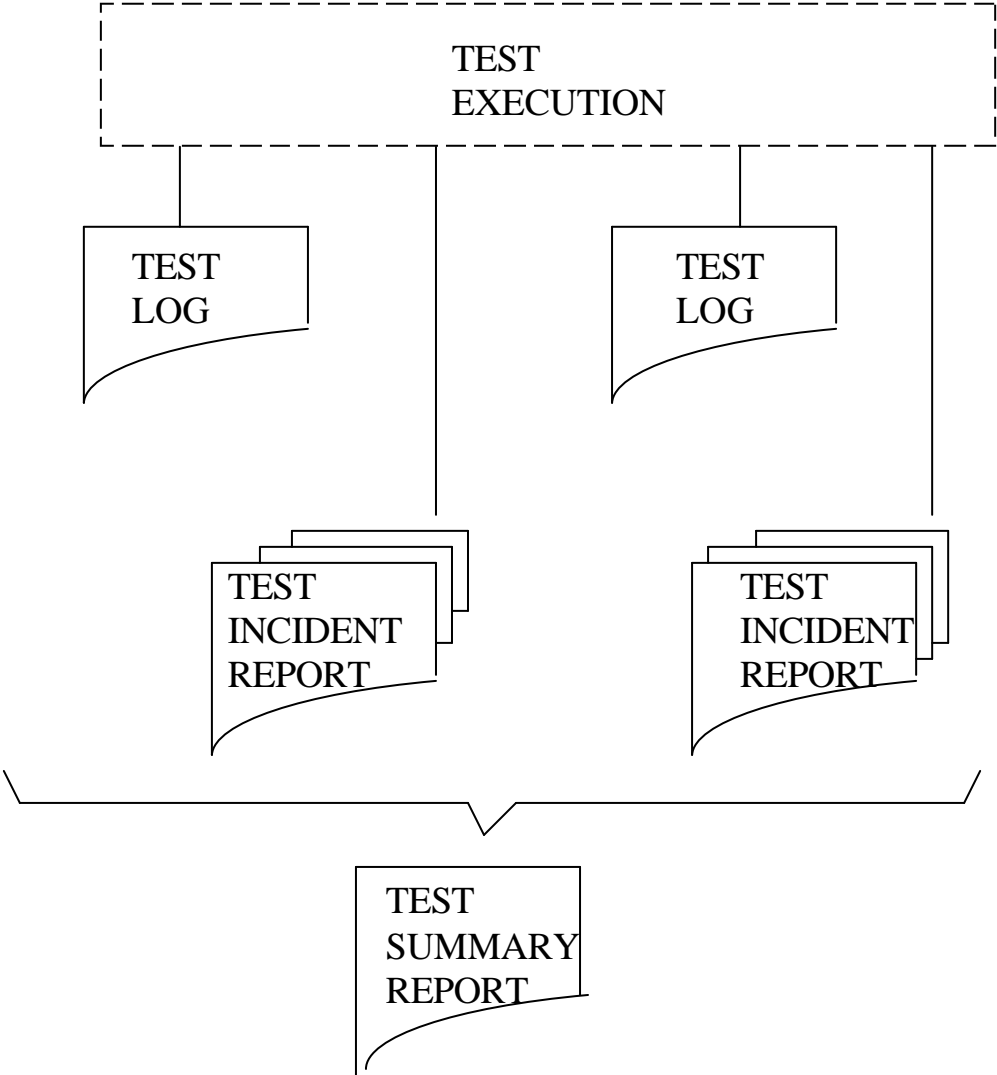 TEST
EXECUTION
TEST
LOG
TEST
LOG
TEST
INCIDENT
REPORT
TEST
INCIDENT
REPORT
TEST
SUMMARY
REPORT